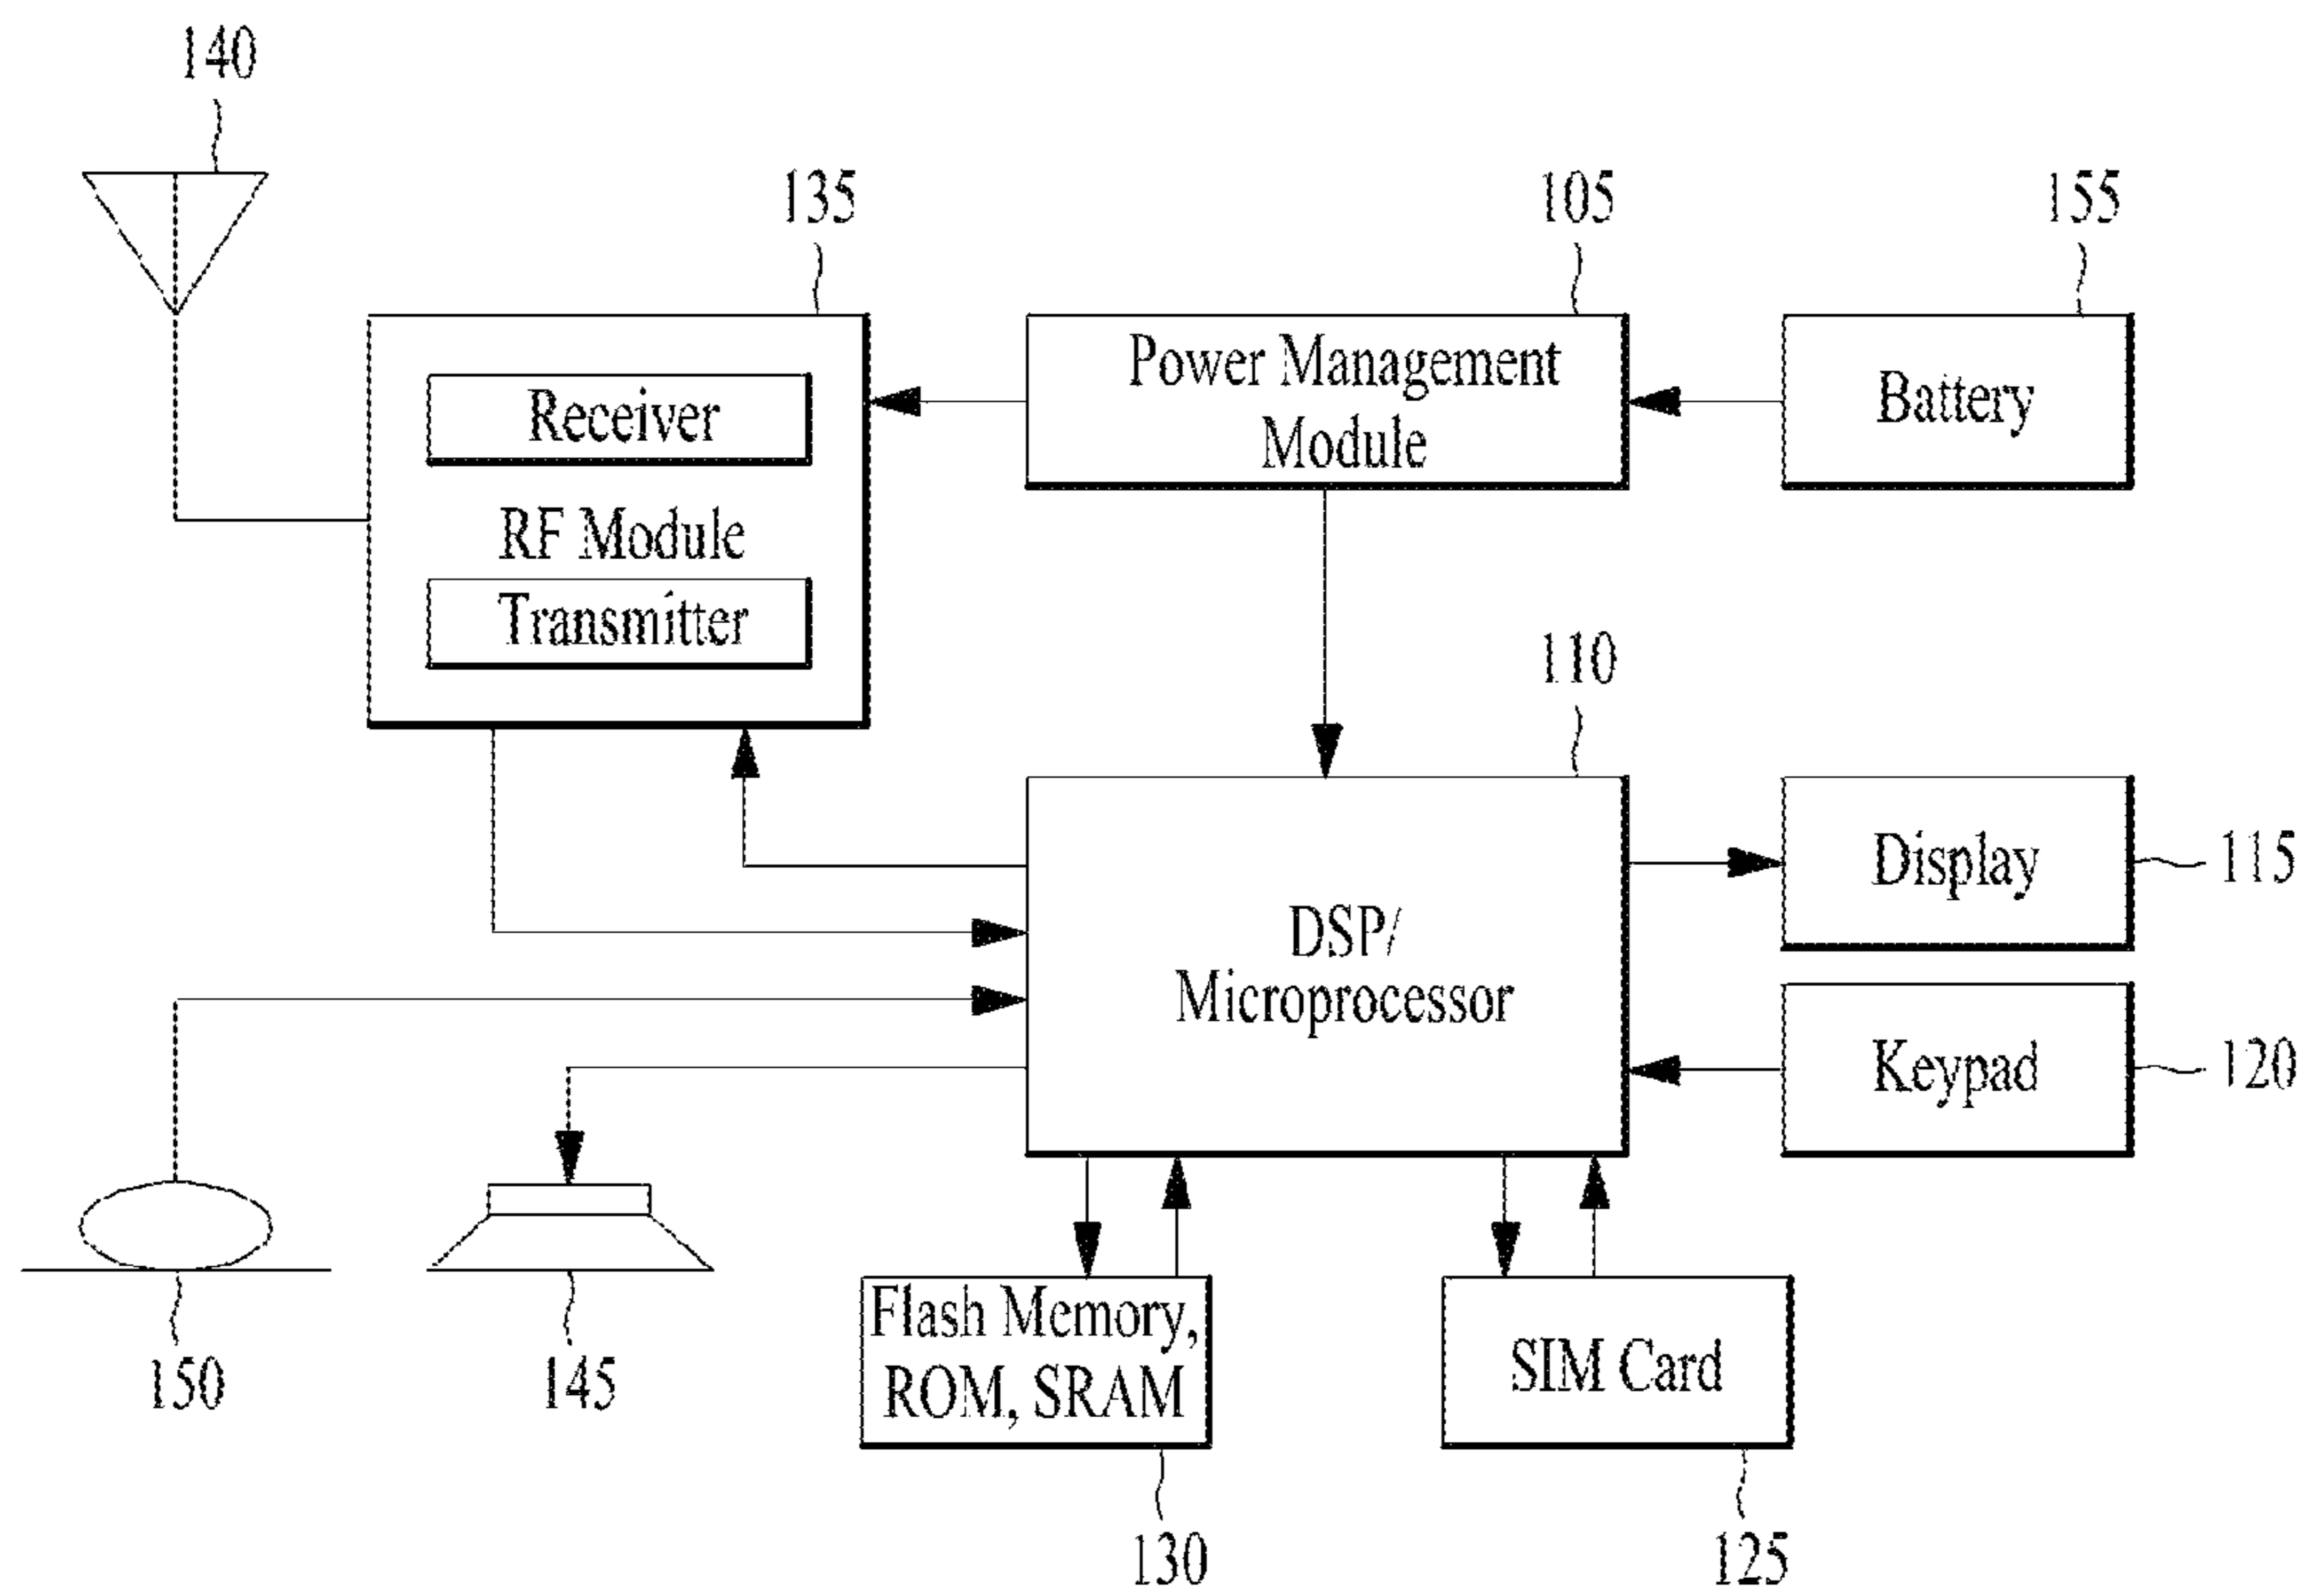 140
135
105
155
Receiver
RF Module
Transmitter
Power Management
Module
Battery
110
DSP/
Microprocessor
Display
115
Keypad
120
150
145
Flash Memory,
ROM, SRAM
130
SIM Card
125